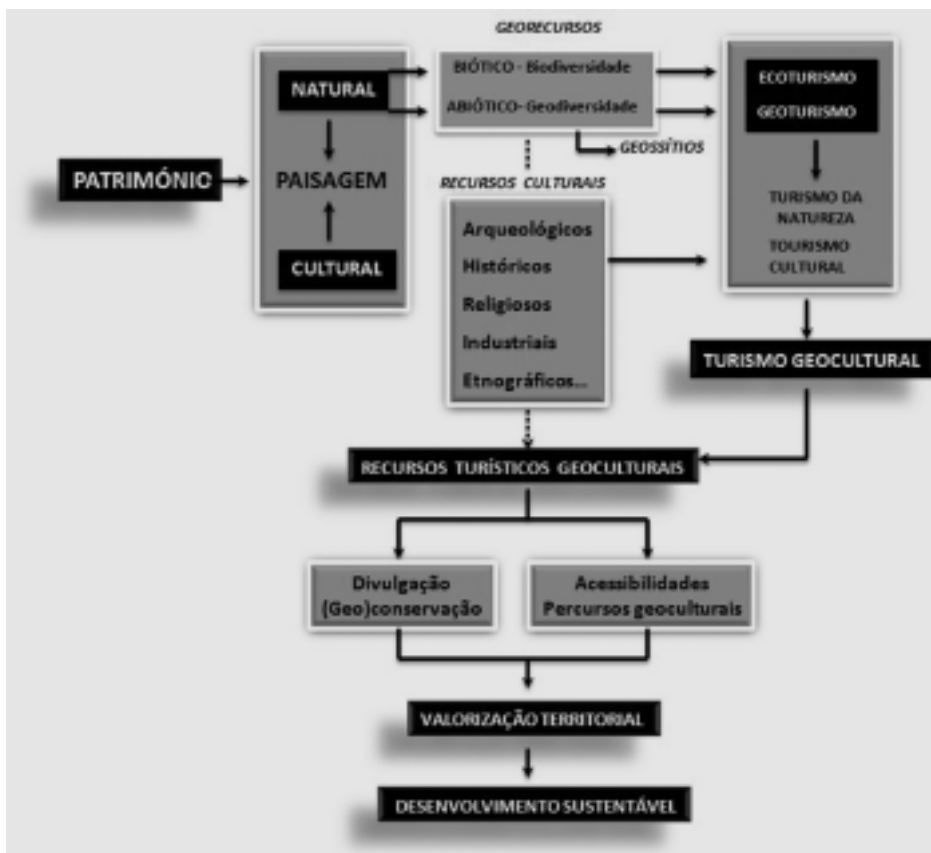 GEORECURSOS
NATURAL
BIÓTICO - Biodiversidade
ABIÓTICO- Geodiversidade
ECOTURISMO
GEOTURISMO
GEOSSÍTIOS
PATRIMÓNIO
PAISAGEM
CULTURAL
RECURSOS CULTURAIS
Arqueológicos
Históricos
Religiosos
Industriais
Etnográficos...
TURISMO DA
NATUREZA
TOURISMO
CULTURAL
TURISMO GEOCULTURAL
RECURSOS TURÍSTICOS GEOCULTURAIS
Divulgação
(Geo)conservação
Acessibilidades
Percursos geoculturais
VALORIZAÇÃO TERRITORIAL
DESENVOLVIMENTO SUSTENTÁVEL